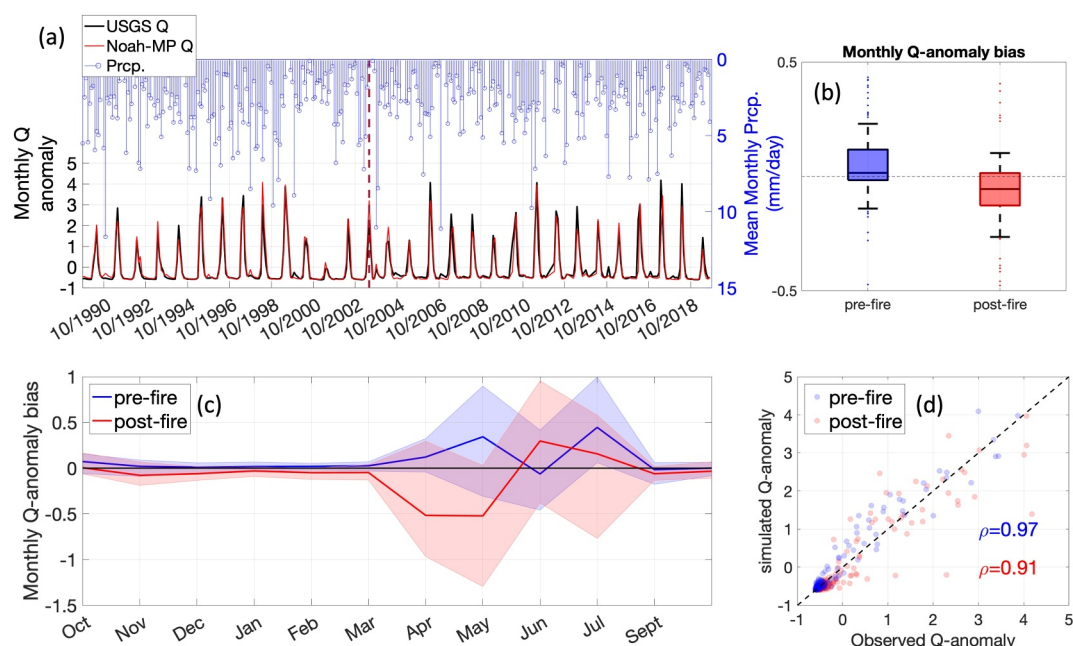 (a)
USGS Q
Noah-MP Q
Prcp.
Monthly Q
anomaly
5
4
3
2
1
0
-1
0
5
10
15
Mean Monthly Prcp.
(mm/day)
10/1990
10/1992
10/1994
10/1996
10/1998
10/2000
10/2002
10/2004
10/2006
10/2008
10/2010
10/2012
10/2014
10/2016
10/2018
Monthly Q-anomaly bias
(b)
0.5
-0.5
pre-fire
post-fire
(c)
pre-fire
post-fire
Monthly Q-anomaly bias
1
0.5
0
-0.5
-1
-1.5
Oct
Nov
Dec
Jan
Feb
Mar
Apr
May
Jun
Jul
Sept
(d)
pre-fire
post-fire
simulated Q-anomaly
5
4
3
2
1
0
-1
ρ=0.97
ρ=0.91
-1
0
1
2
3
4
5
Observed Q-anomaly